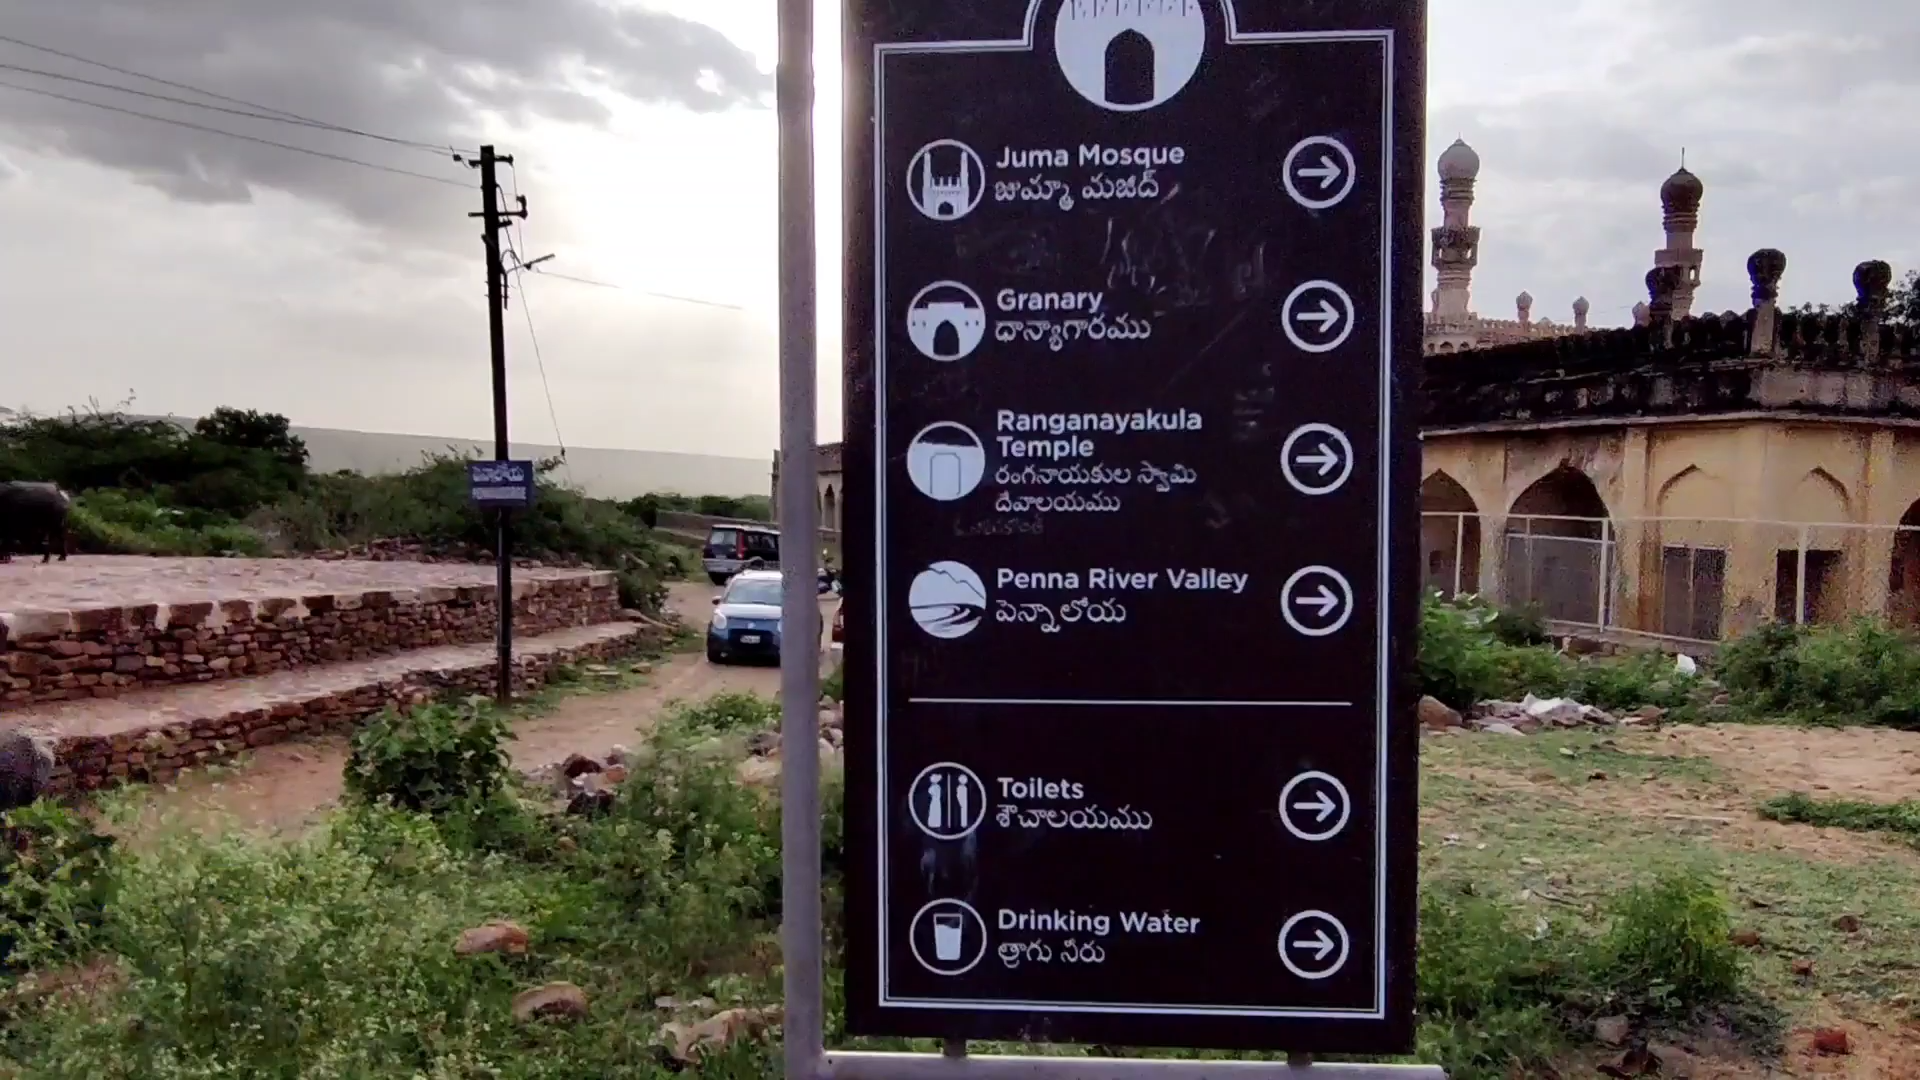 Juma Mosque
జుమ్మా మజీద్
Granary
ధాన్యాగారము
Ranganayakula
Temple
రంగనాయకుల స్వామి
దేవాలయము
Penna River Valley
పెన్నాలోయ
Toilets
శౌచాలయము
Drinking Water
త్రాగు నీరు
పెన్నాలోయ